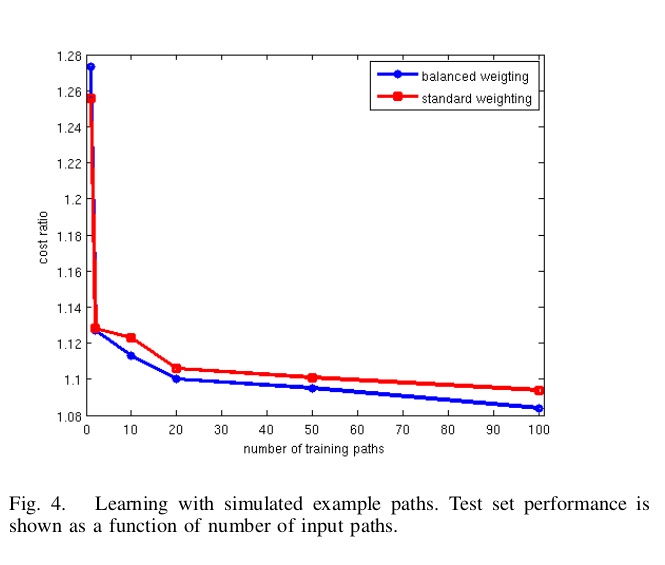 1.28
1.26
1.24
1.22
1.2
1.18
1.16
1.14
1.12
1.1
1.08
cost ratio
balanced weigting
standard weighting
0 10 20 30 40 50 60 70 80 90 100
number of training paths
Fig. 4. Learning with simulated example paths. Test set performance is
shown as a function of number of input paths.